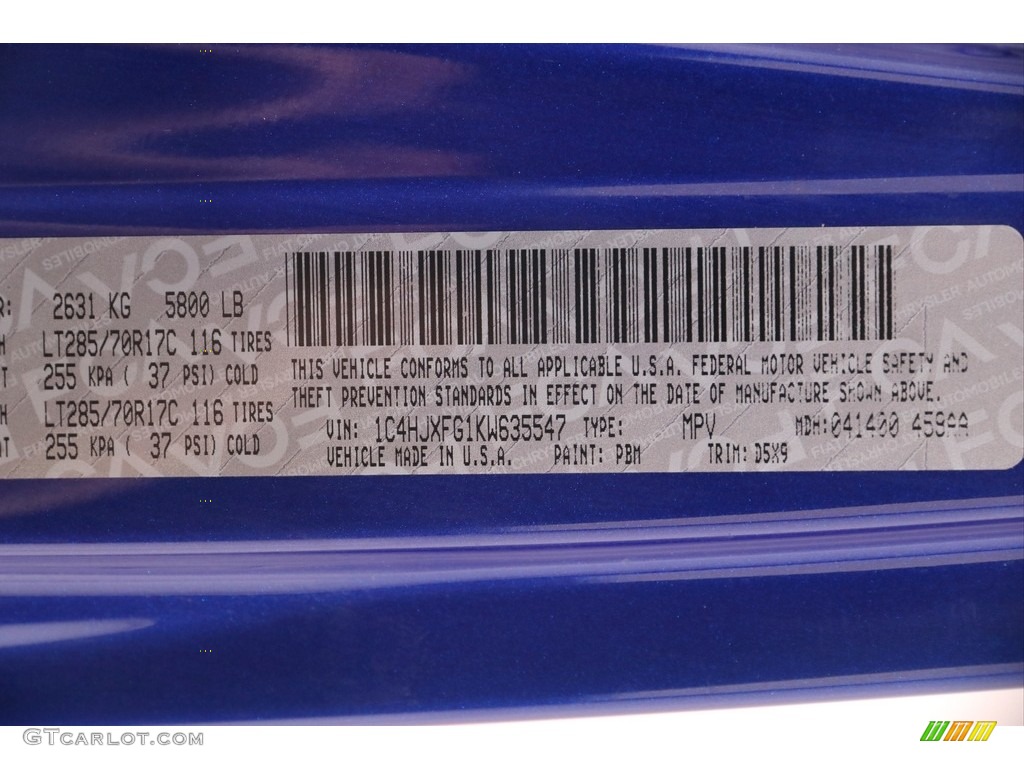 R: 2631 KG 5800 LB
H LT285/70R17C 116 TIRES
T 255 KPA ( 37 PSI) COLD
H LT285/70R17C 116 TIRES
T 255 KPA ( 37 PSI) COLD
THIS VEHICLE CONFORMS TO ALL APPLICABLE U.S.A. FEDERAL MOTOR VEHICLE SAFETY AND
THEFT PREVENTION STANDARDS IN EFFECT ON THE DATE OF MANUFACTURE SHOWN ABOVE.
VIN: 1C4HJXFG1KW635547 TYPE: MPV MDH: 041400 459AA
VEHICLE MADE IN U.S.A. PAINT: PBM TRIM: D5X9
GTCARLOT.COM